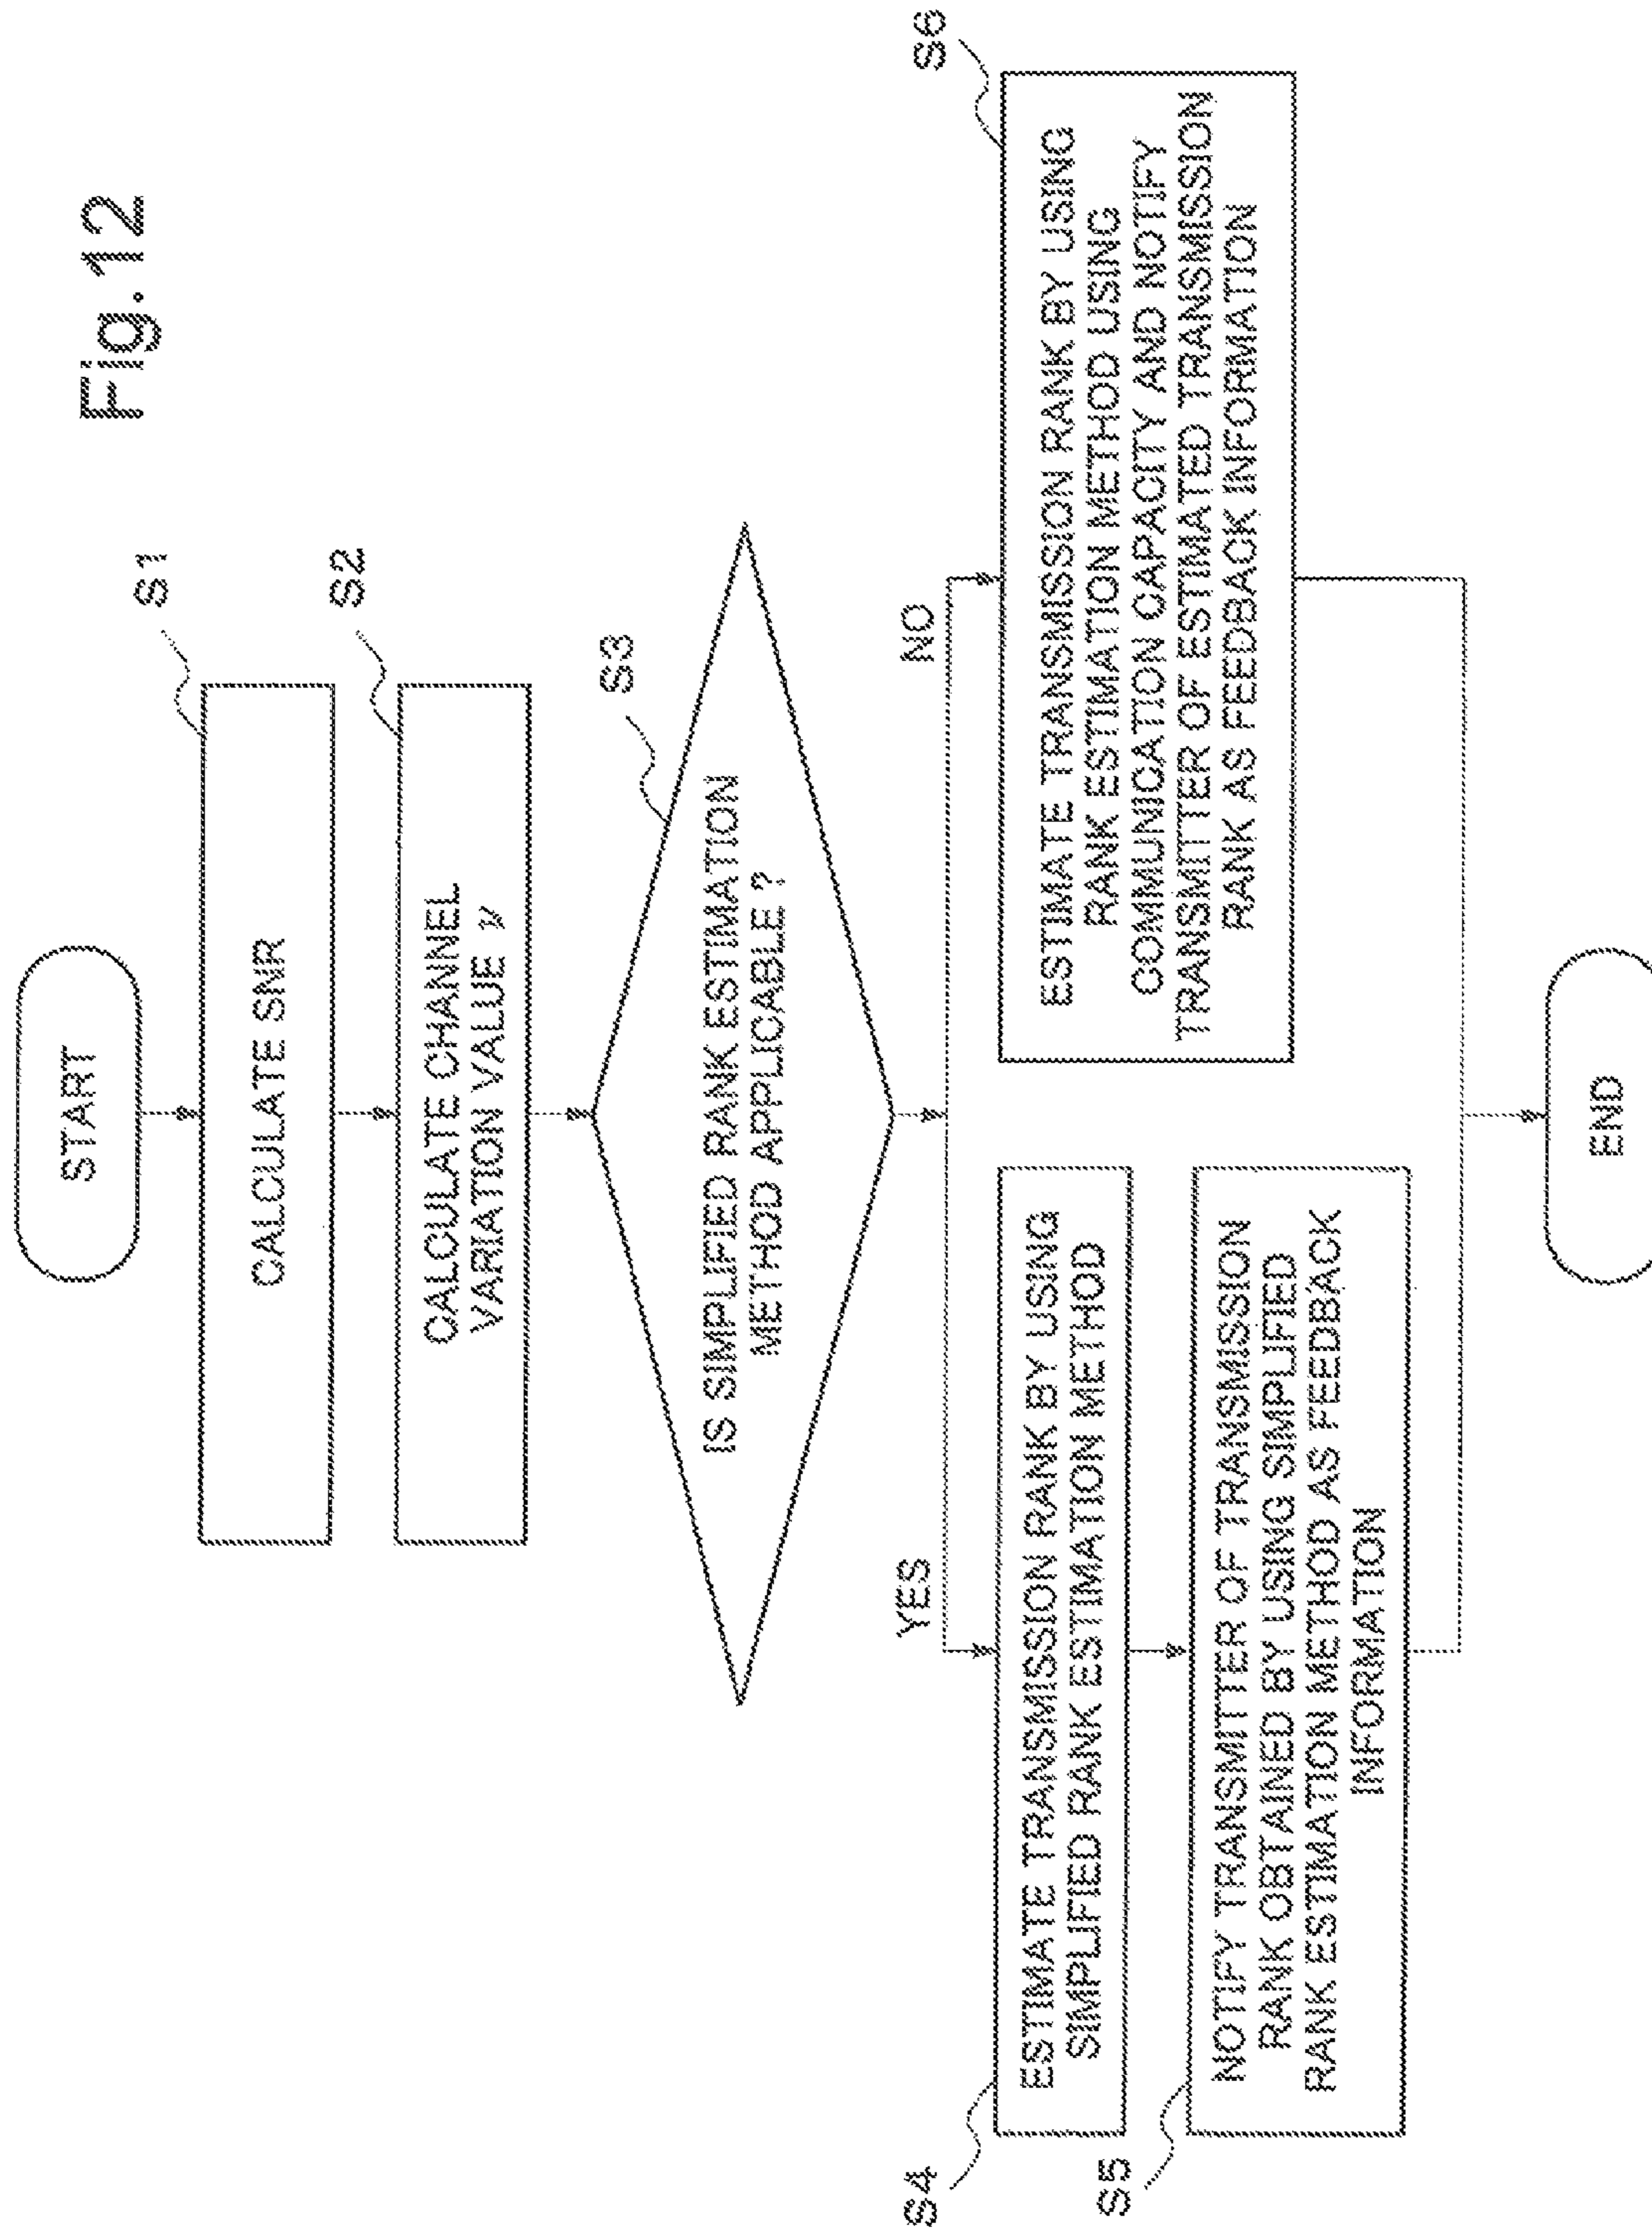 Fig.12
START
S1
CALCULATE SNR
S2
CALCULATE CHANNEL
VARIATION VALUE ν
S3
IS SIMPLIFIED RANK ESTIMATION
METHOD APPLICABLE ?
YES
NO
S4
ESTIMATE TRANSMISSION RANK BY USING
SIMPLIFIED RANK ESTIMATION METHOD
S5
NOTIFY TRANSMITTER OF TRANSMISSION
RANK OBTAINED BY USING SIMPLIFIED
RANK ESTIMATION METHOD AS FEEDBACK
INFORMATION
S6
ESTIMATE TRANSMISSION RANK BY USING
RANK ESTIMATION METHOD USING
COMMUNICATION CAPACITY AND NOTIFY
TRANSMITTER OF ESTIMATED TRANSMISSION
RANK AS FEEDBACK INFORMATION
END